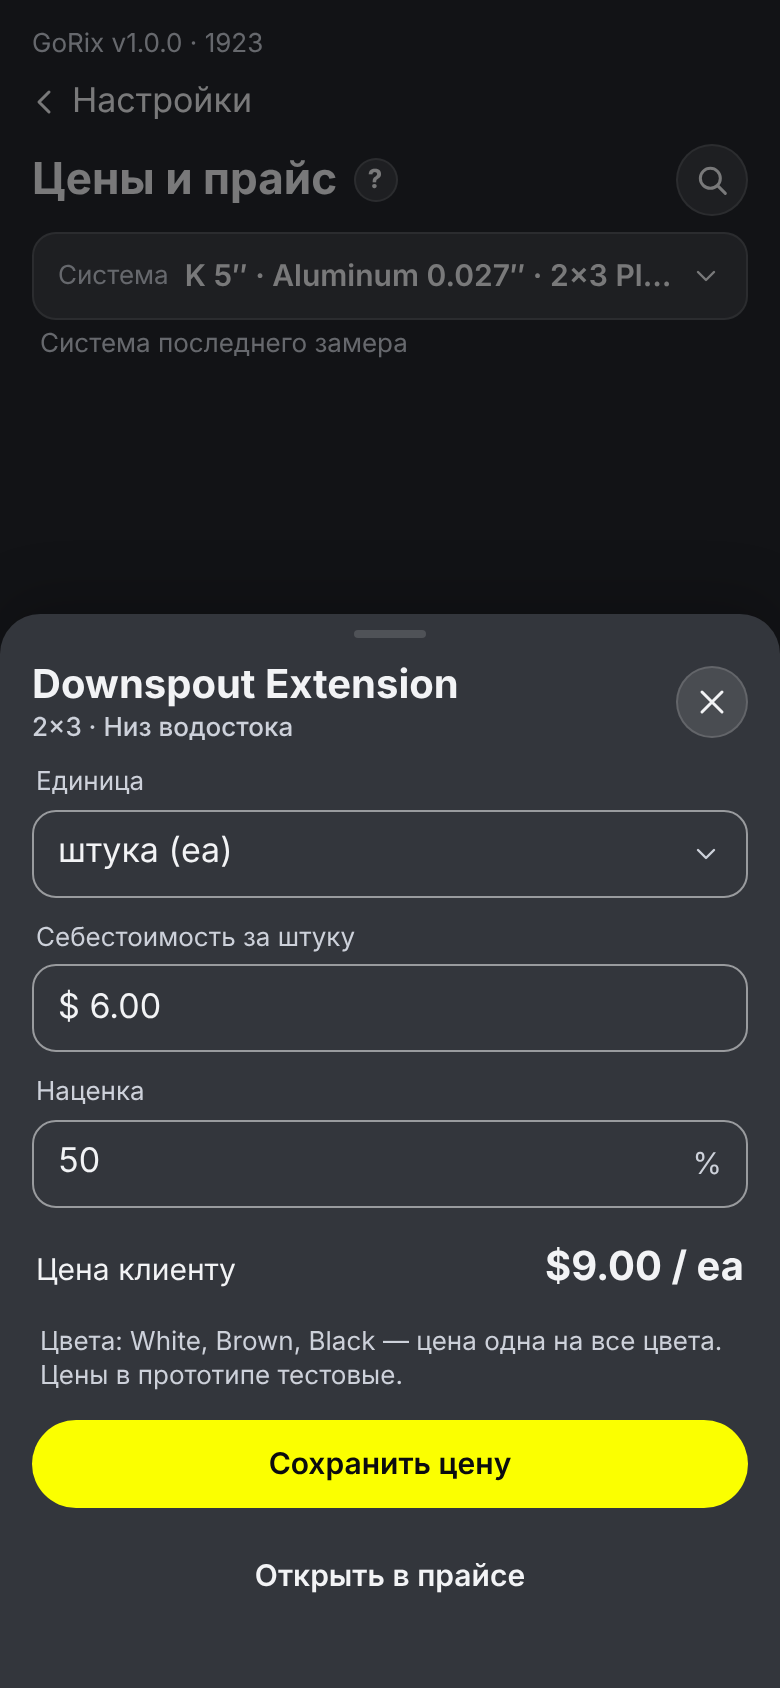 GoRix v1.0.0 · 1923
Настройки
Цены и прайс ?
Система K 5″ · Aluminum 0.027″ · 2×3 Pl...
Система последнего замера
Downspout Extension
2×3 · Низ водостока
Единица
штука (ea)
Себестоимость за штуку
$ 6.00
Наценка
50 %
Цена клиенту $9.00 / ea
Цвета: White, Brown, Black — цена одна на все цвета.
Цены в прототипе тестовые.
Сохранить цену
Открыть в прайсе